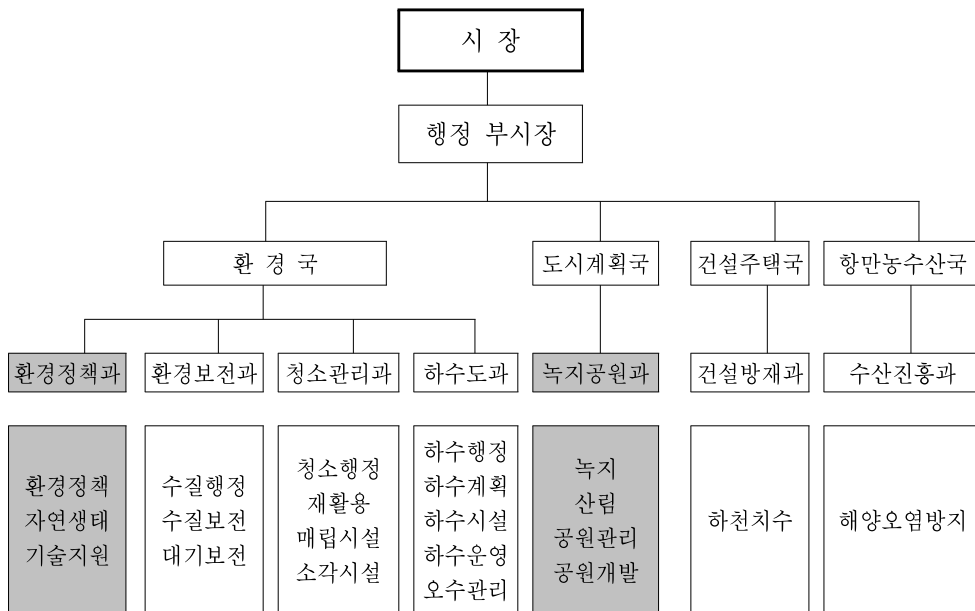 시 장
행정 부시장
환 경 국
도시계획국
건설주택국
항만농수산국
환경정책과
환경보전과
청소관리과
하수도과
녹지공원과
건설방재과
수산진흥과
환경정책
자연생태
기술지원
수질행정
수질보전
대기보전
청소행정
재활용
매립시설
소각시설
하수행정
하수계획
하수시설
하수운영
오수관리
녹지
산림
공원관리
공원개발
하천치수
해양오염방지